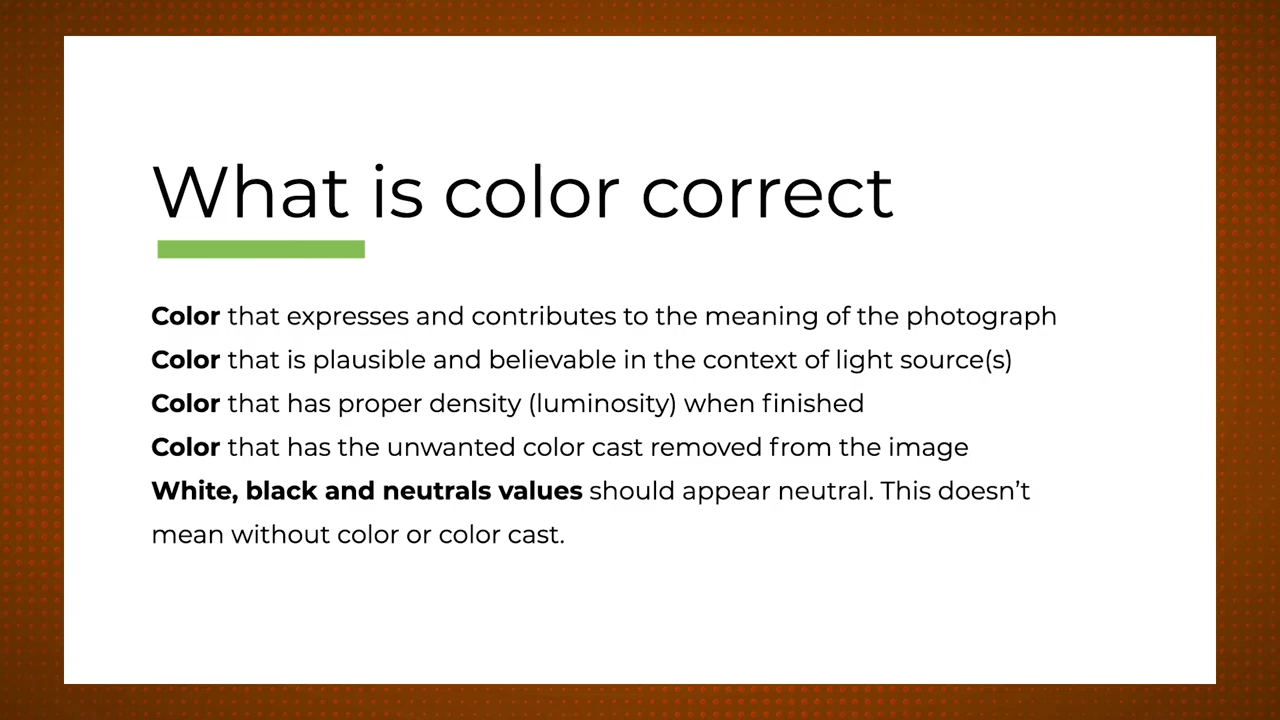 What is color correct
Color that expresses and contributes to the meaning of the photograph
Color that is plausible and believable in the context of light source(s)
Color that has proper density (luminosity) when finished
Color that has the unwanted color cast removed from the image
White, black and neutrals values should appear neutral. This doesn’t
mean without color or color cast.